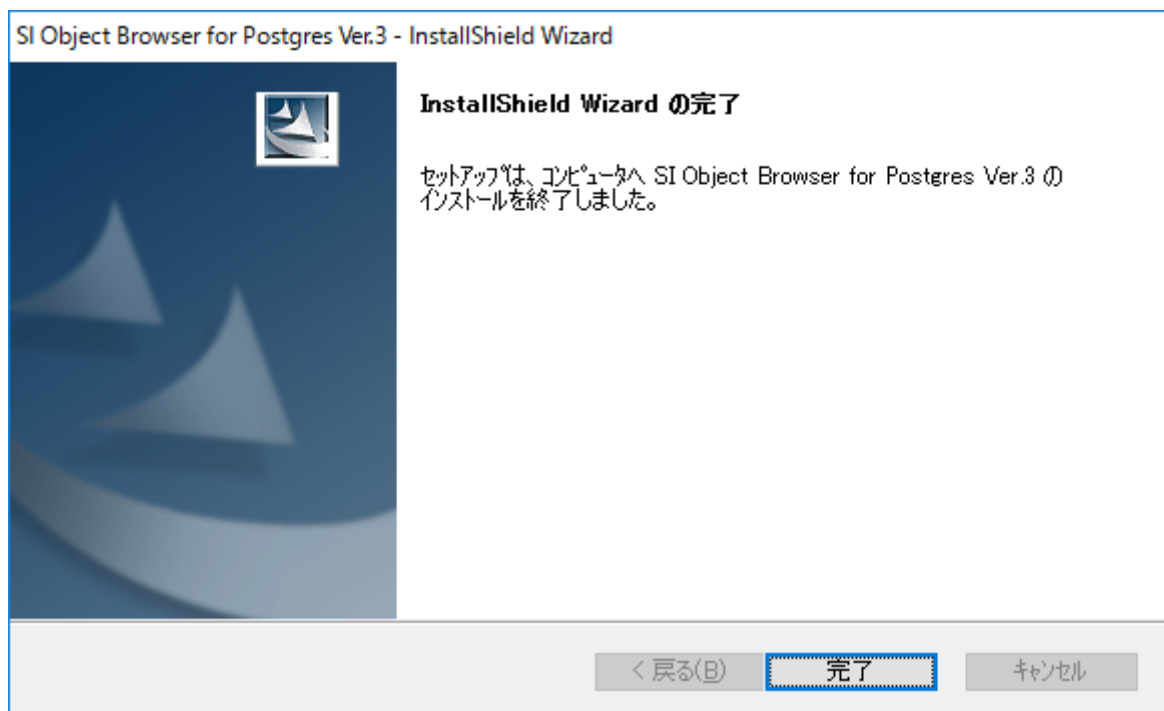 SI Object Browser for Postgres Ver.3 - InstallShield Wizard
InstallShield Wizard の完了
セットアップは、コンピュータへ SI Object Browser for Postgres Ver.3 の
インストールを終了しました。
< 戻る(B)
完了
キャンセル